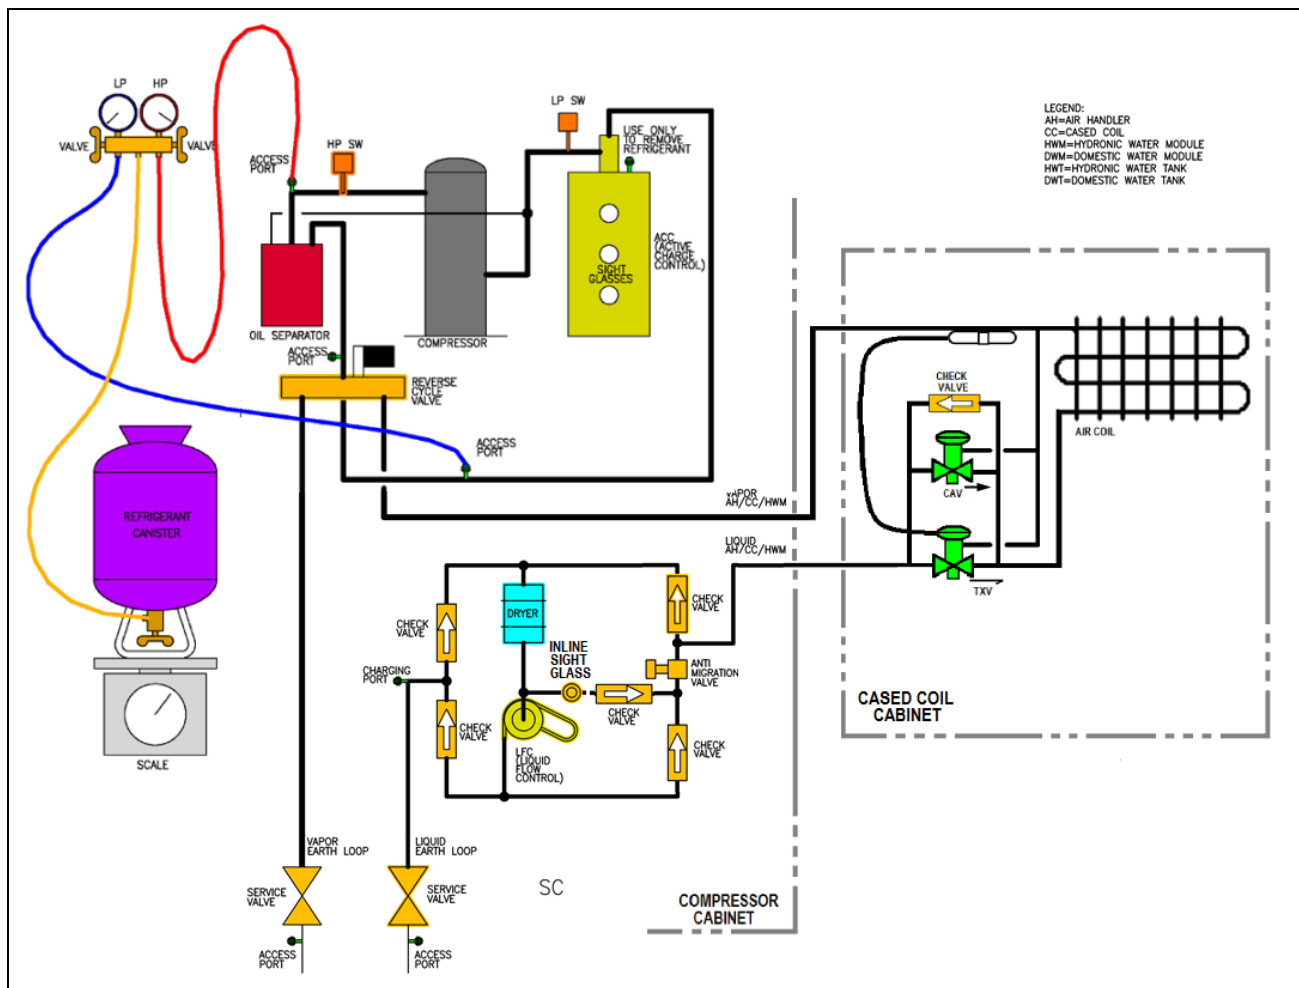 LP
HP
VALVE
VALVE
ACCESS
PORT
HP SW
LP SW
USE ONLY
TO REMOVE
REFRIGERANT
LEGEND:
AH=AIR HANDLER
CC=CASED COIL
HWM=HYDRONIC WATER MODULE
DWM=DOMESTIC WATER MODULE
HWT=HYDRONIC WATER TANK
DWT=DOMESTIC WATER TANK
ACC
(ACTIVE
CHARGE
CONTROL)
SIGHT
GLASSES
OIL SEPARATOR
COMPRESSOR
ACCESS
PORT
REVERSE
CYCLE
VALVE
CHECK
VALVE
AIR COIL
ACCESS
PORT
CAV
VAPOR
AH/CC/HWM
REFRIGERANT
CANISTER
LIQUID
AH/CC/HWM
TXV
DRYER
CHECK
VALVE
CHECK
VALVE
INLINE
SIGHT
GLASS
ANTI
MIGRATION
VALVE
CHARGING
PORT
CHECK
VALVE
CASED COIL
CABINET
CHECK
VALVE
CHECK
VALVE
LFC
(LIQUID
FLOW
CONTROL)
SCALE
VAPOR
EARTH LOOP
LIQUID
EARTH LOOP
SERVICE
VALVE
SERVICE
VALVE
SC
COMPRESSOR
CABINET
ACCESS
PORT
ACCESS
PORT